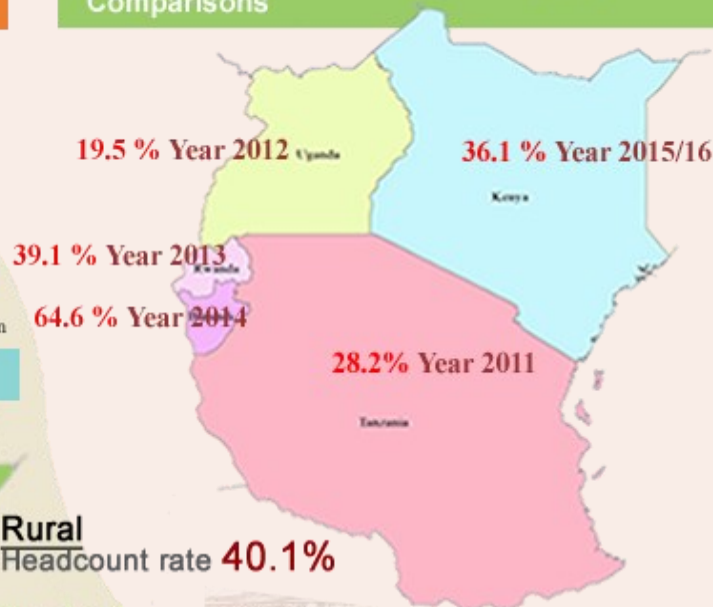 Comparisons
19.5 % Year 2012
Uganda
36.1 % Year 2015/16
Kenya
39.1 % Year 2013
Rwanda
n
64.6 % Year 2014
28.2% Year 2011
Tanzania
Rural
Headcount rate 40.1%